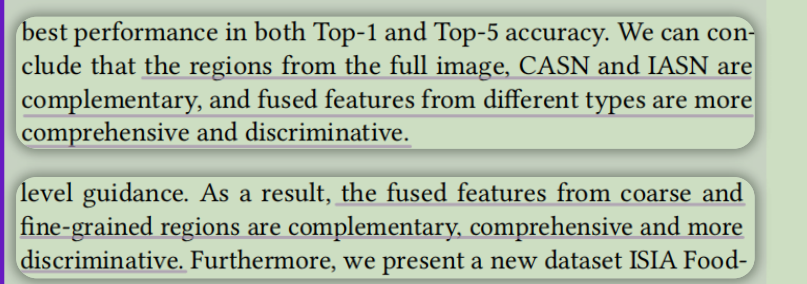 best performance in both Top-1 and Top-5 accuracy. We can con-
clude that the regions from the full image, CASN and IASN are
complementary, and fused features from different types are more
comprehensive and discriminative.
level guidance. As a result, the fused features from coarse and
fine-grained regions are complementary, comprehensive and more
discriminative. Furthermore, we present a new dataset ISIA Food-